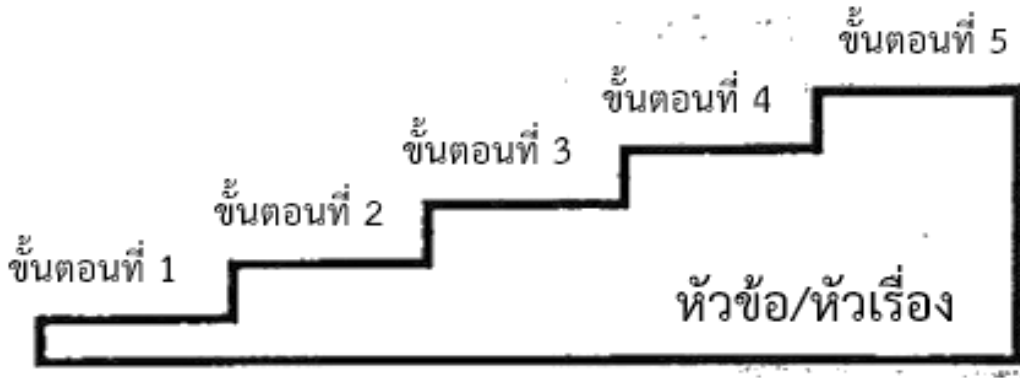 ขั้นตอนที่ 1
ขั้นตอนที่ 2
ขั้นตอนที่ 3
ขั้นตอนที่ 4
ขั้นตอนที่ 5
หัวข้อ/หัวเรื่อง